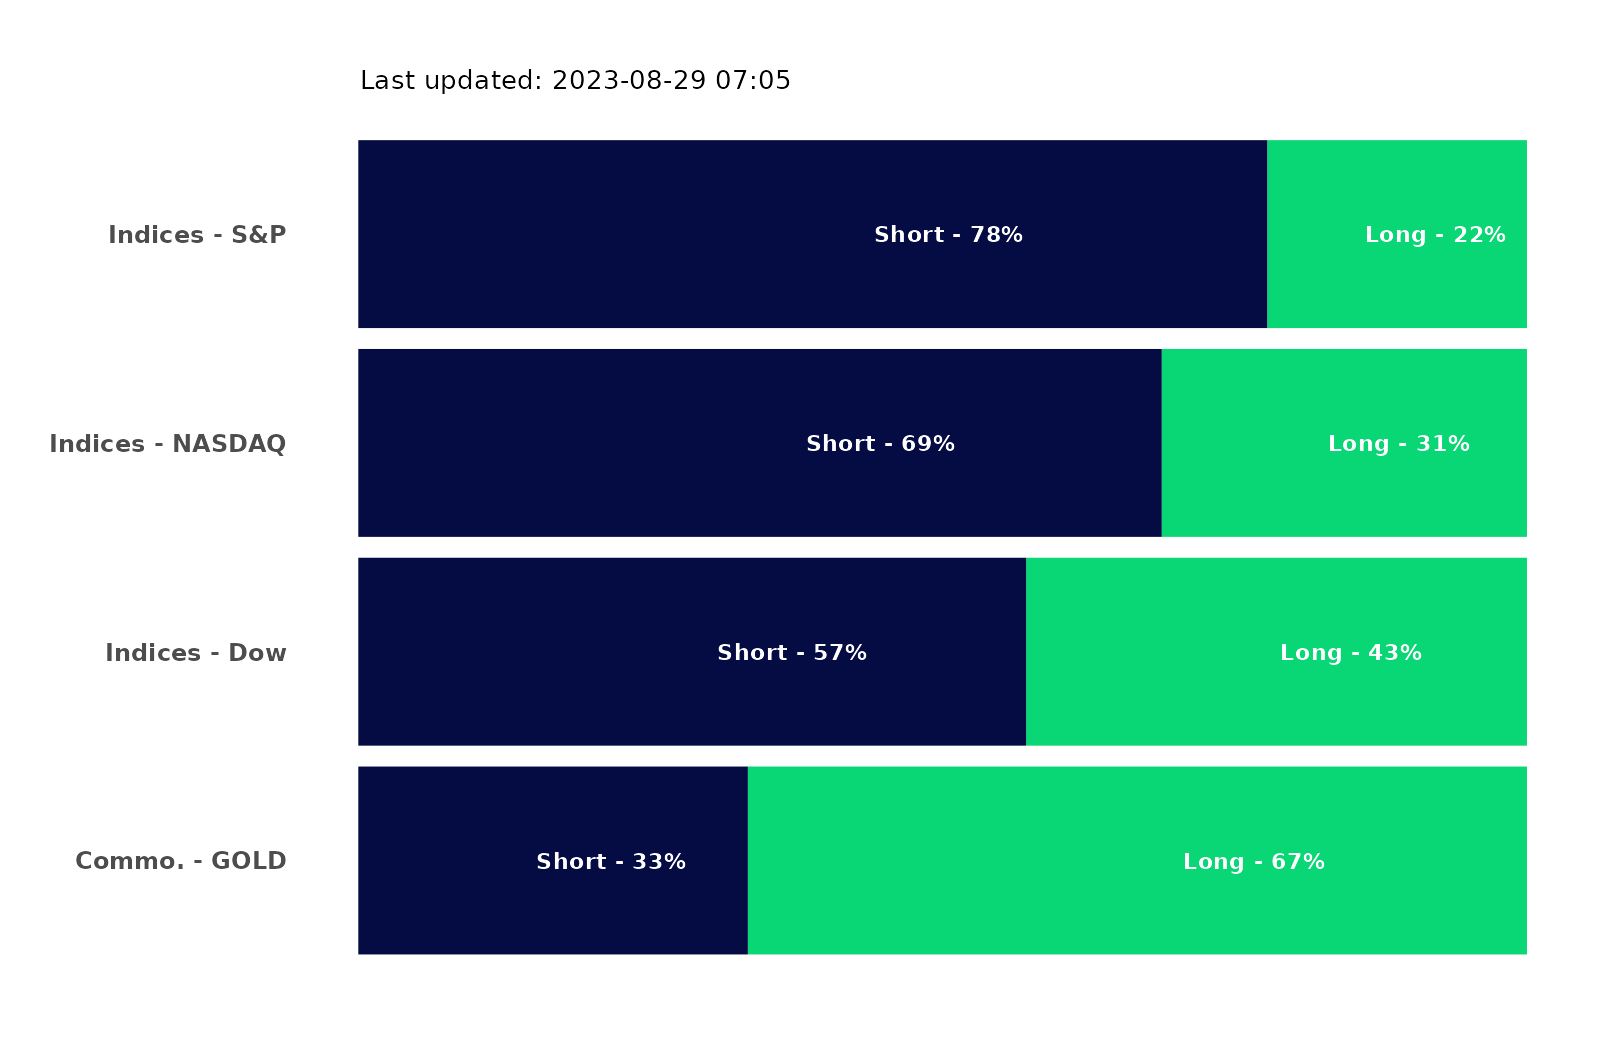 Last updated: 2023-08-29 07:05
Indices - S&P Short - 78% Long - 22%
Indices - NASDAQ Short - 69% Long - 31%
Indices - Dow Short - 57% Long - 43%
Commo. - GOLD Short - 33% Long - 67%